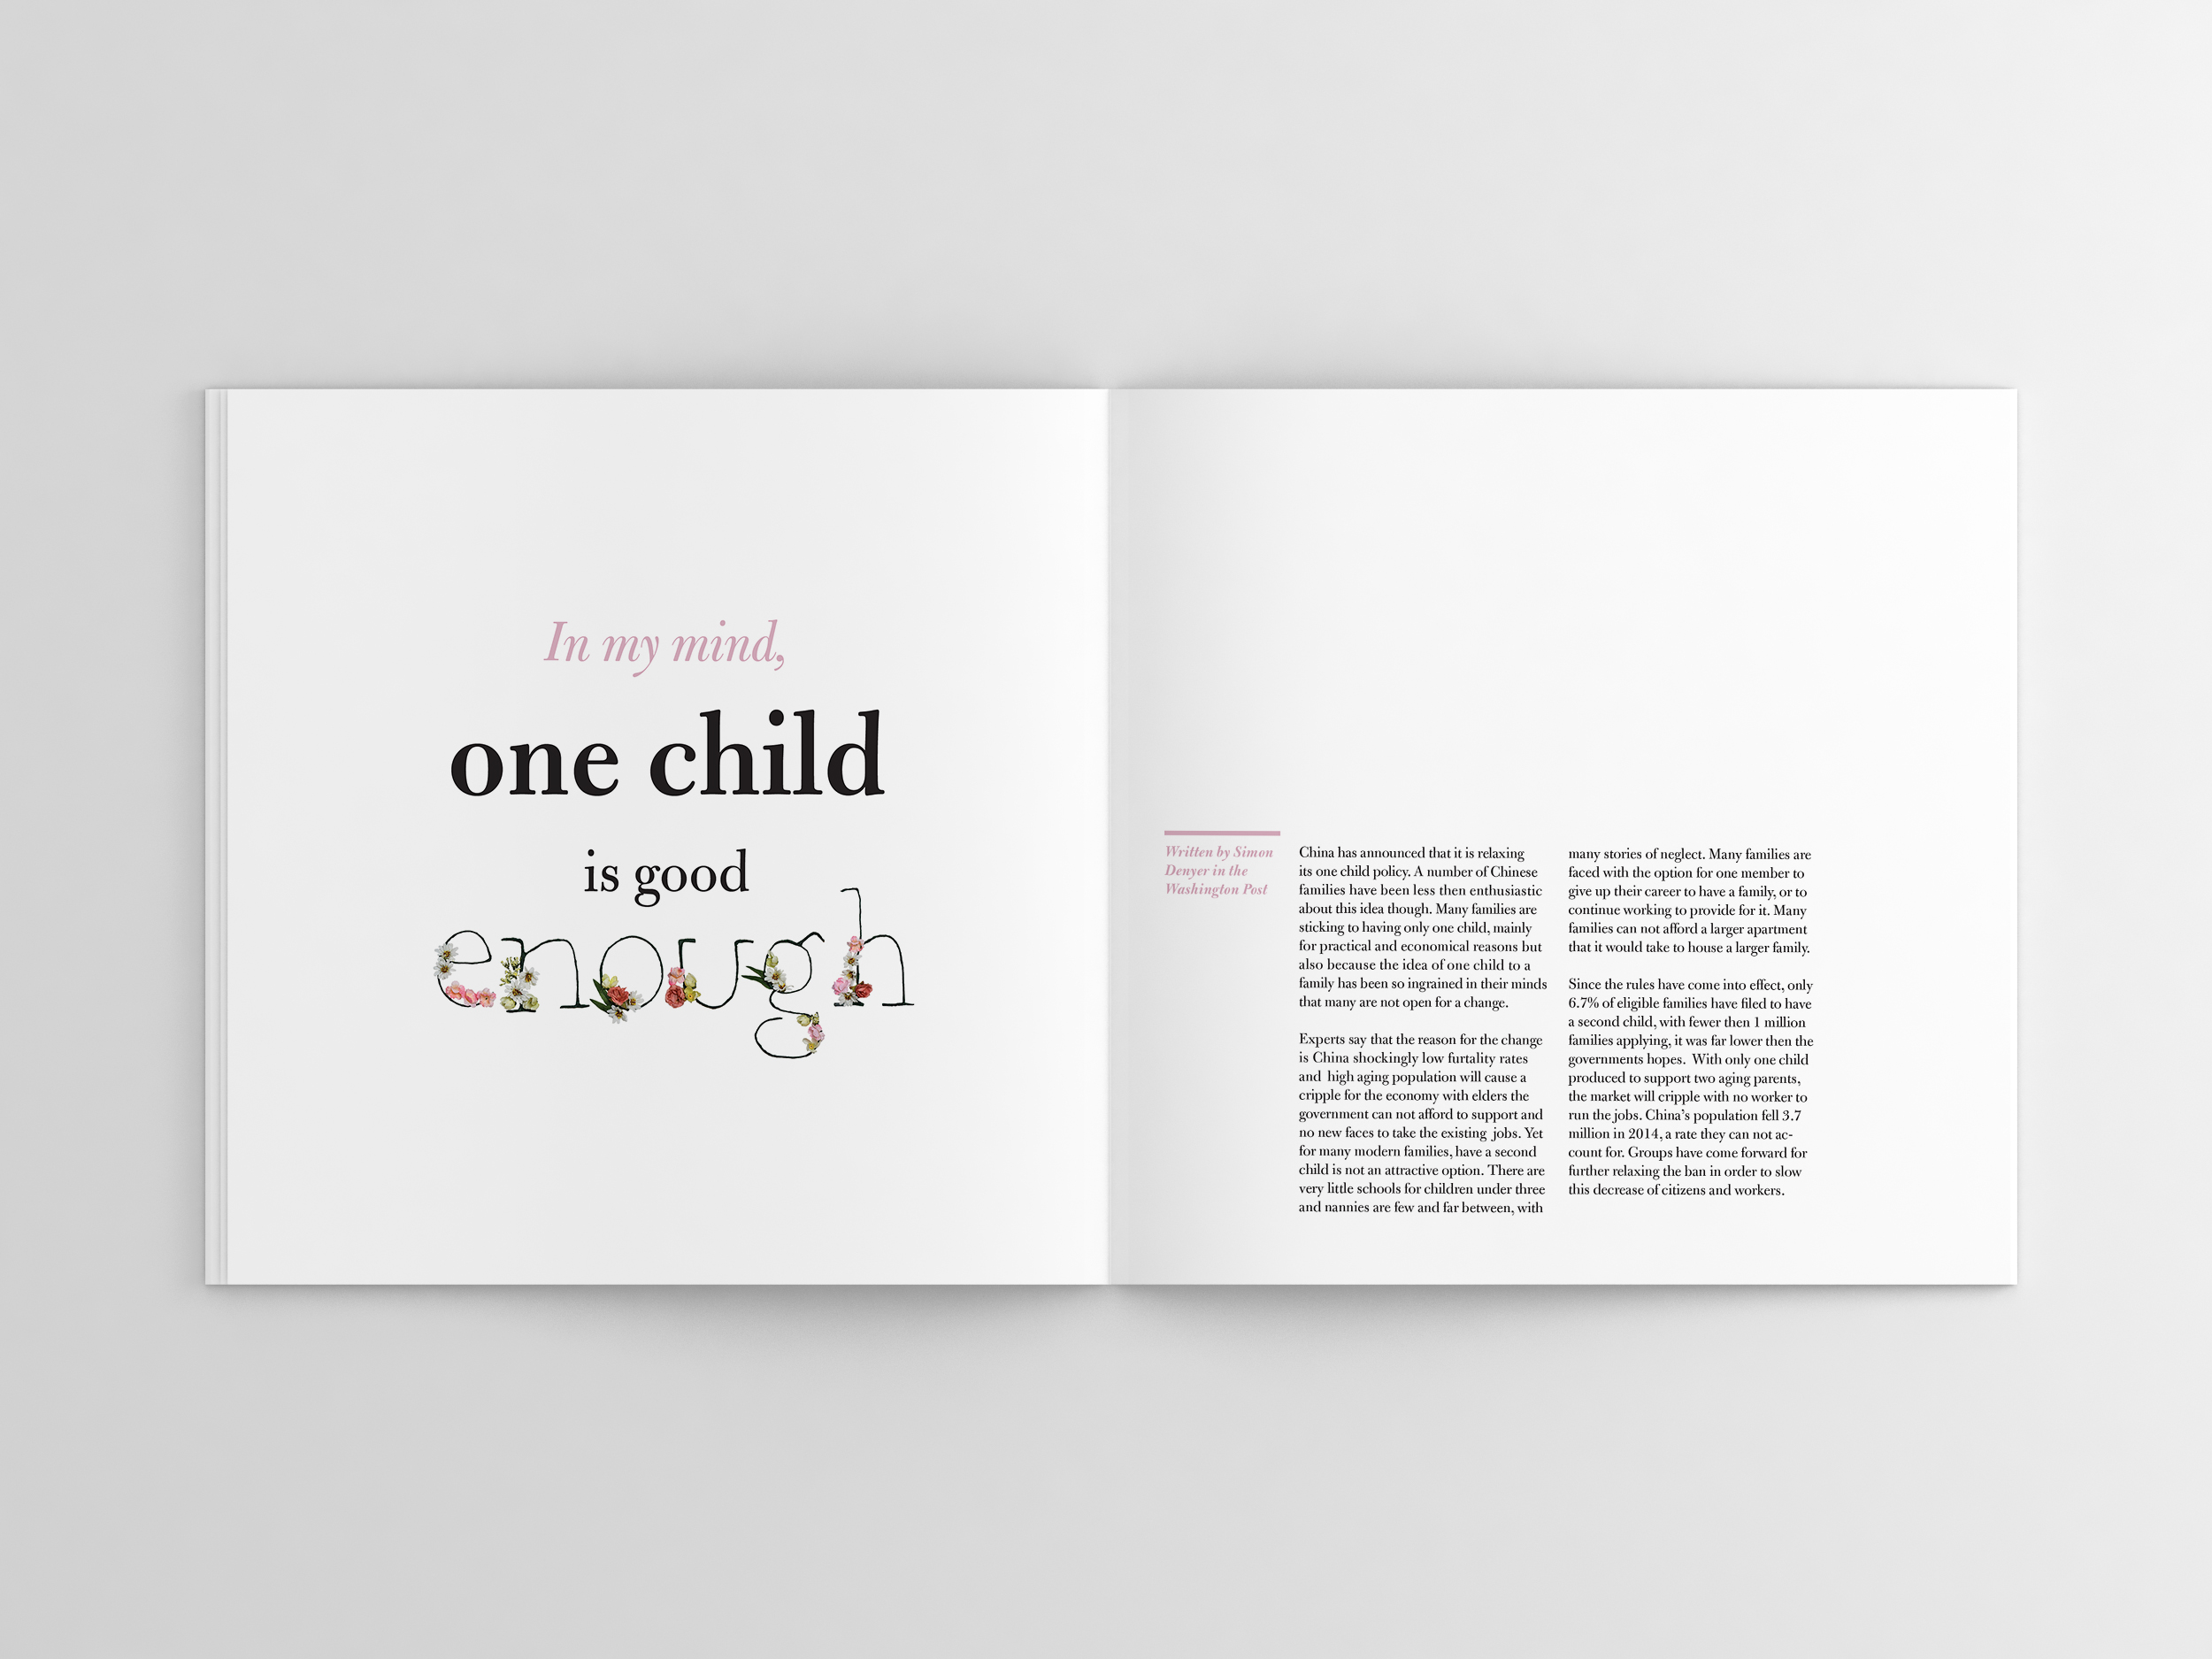 In my mind,
one child
is good
enough
Written by Simon
Denyer in the
Washington Post
China has announced that it is relaxing
its one child policy. A number of Chinese
families have been less then enthusiastic
about this idea though. Many families are
sticking to having only one child, mainly
for practical and economical reasons but
also because the idea of one child to a
family has been so ingrained in their minds
that many are not open for a change.
Experts say that the reason for the change
is China shockingly low furtality rates
and  high aging population will cause a
cripple for the economy with elders the
government can not afford to support and
no new faces to take the existing  jobs. Yet
for many modern families, have a second
child is not an attractive option. There are
very little schools for children under three
and nannies are few and far between, with
many stories of neglect. Many families are
faced with the option for one member to
give up their career to have a family, or to
continue working to provide for it. Many
families can not afford a larger apartment
that it would take to house a larger family.
Since the rules have come into effect, only
6.7% of eligible families have filed to have
a second child, with fewer then 1 million
families applying, it was far lower then the
governments hopes.  With only one child
produced to support two aging parents,
the market will cripple with no worker to
run the jobs. China’s population fell 3.7
million in 2014, a rate they can not ac-
count for. Groups have come forward for
further relaxing the ban in order to slow
this decrease of citizens and workers.